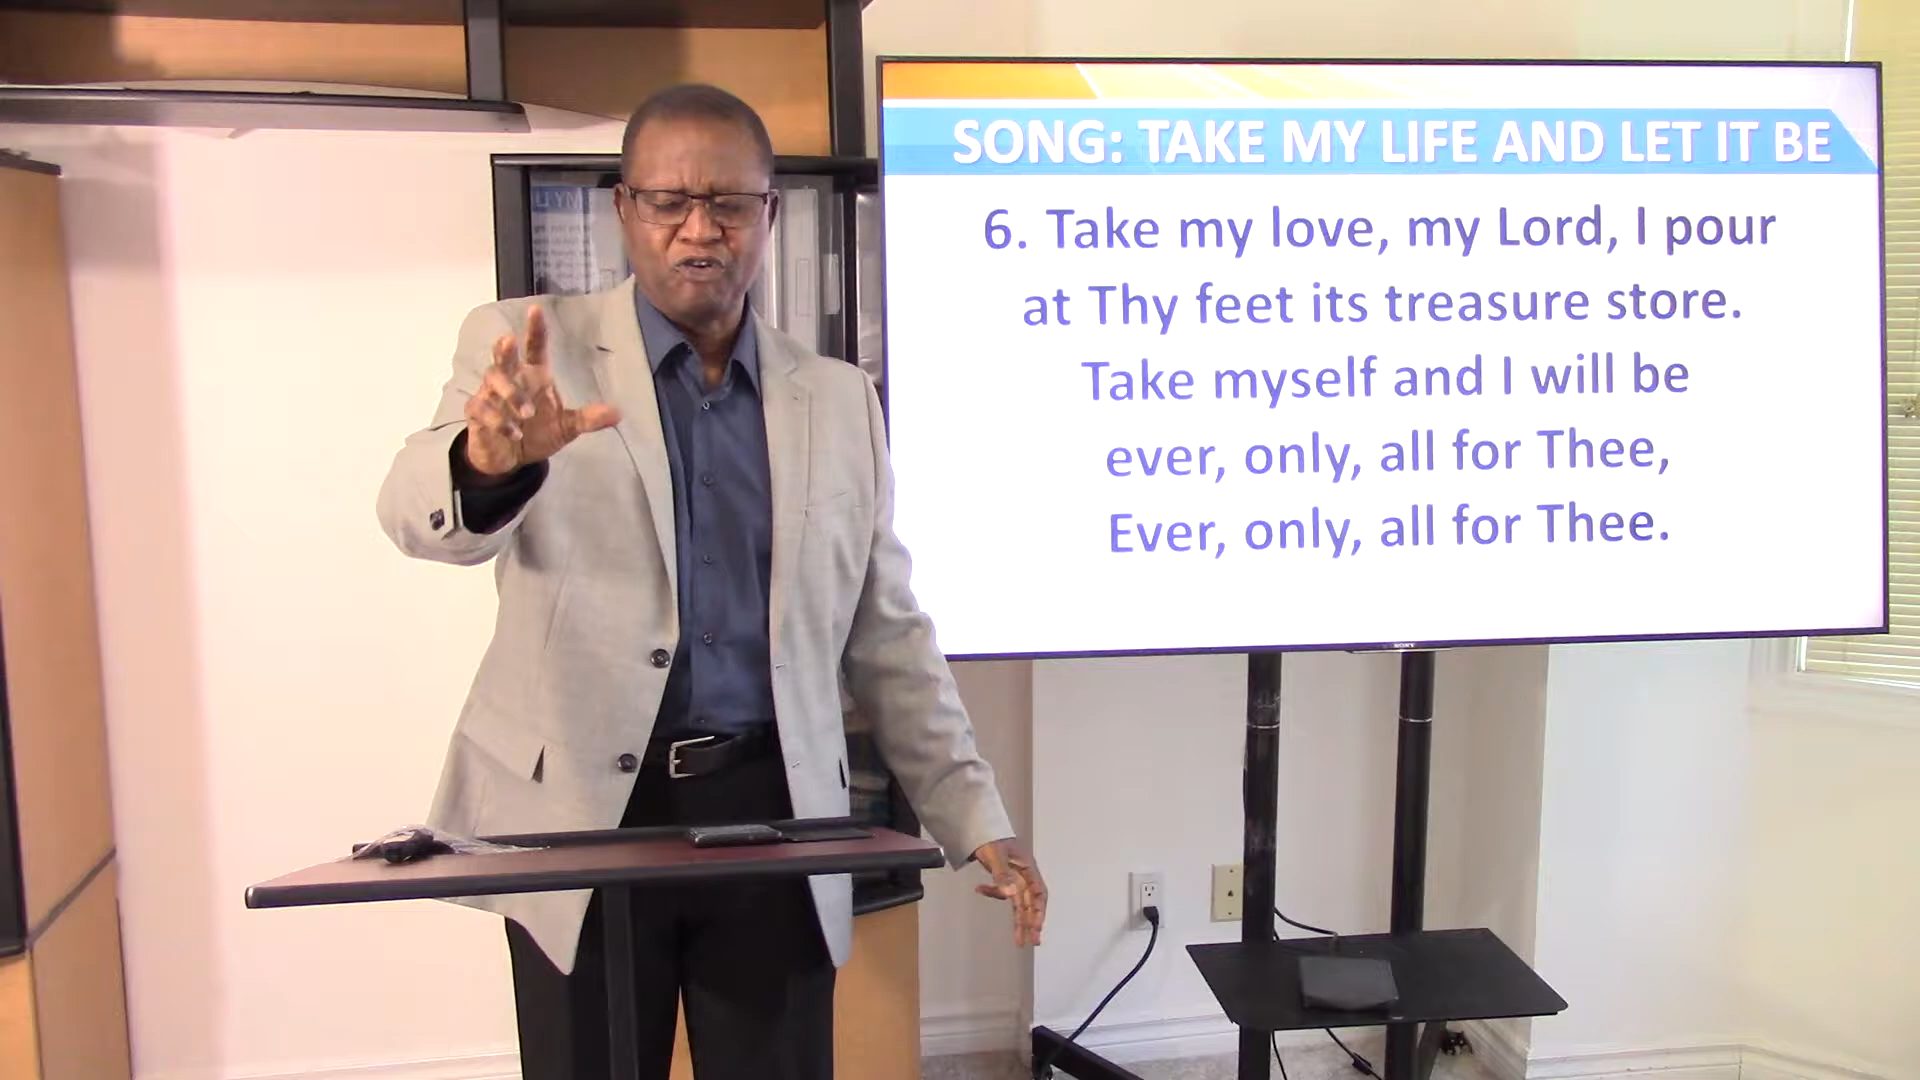 SONG: TAKE MY LIFE AND LET IT BE
6. Take my love, my Lord, I pour
at Thy feet its treasure store.
Take myself and I will be
ever, only, all for Thee,
Ever, only, all for Thee.
SONY